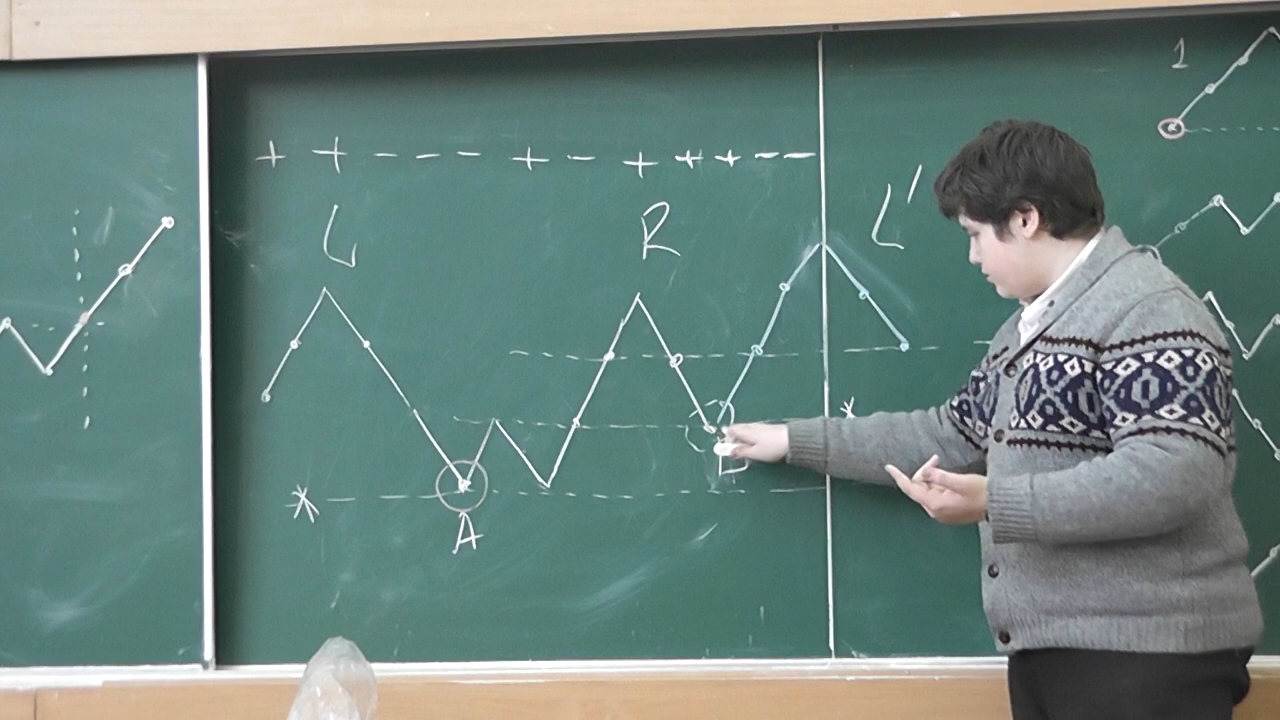 + + - - - + - + + + - -
L R L'
1
*
* A
B